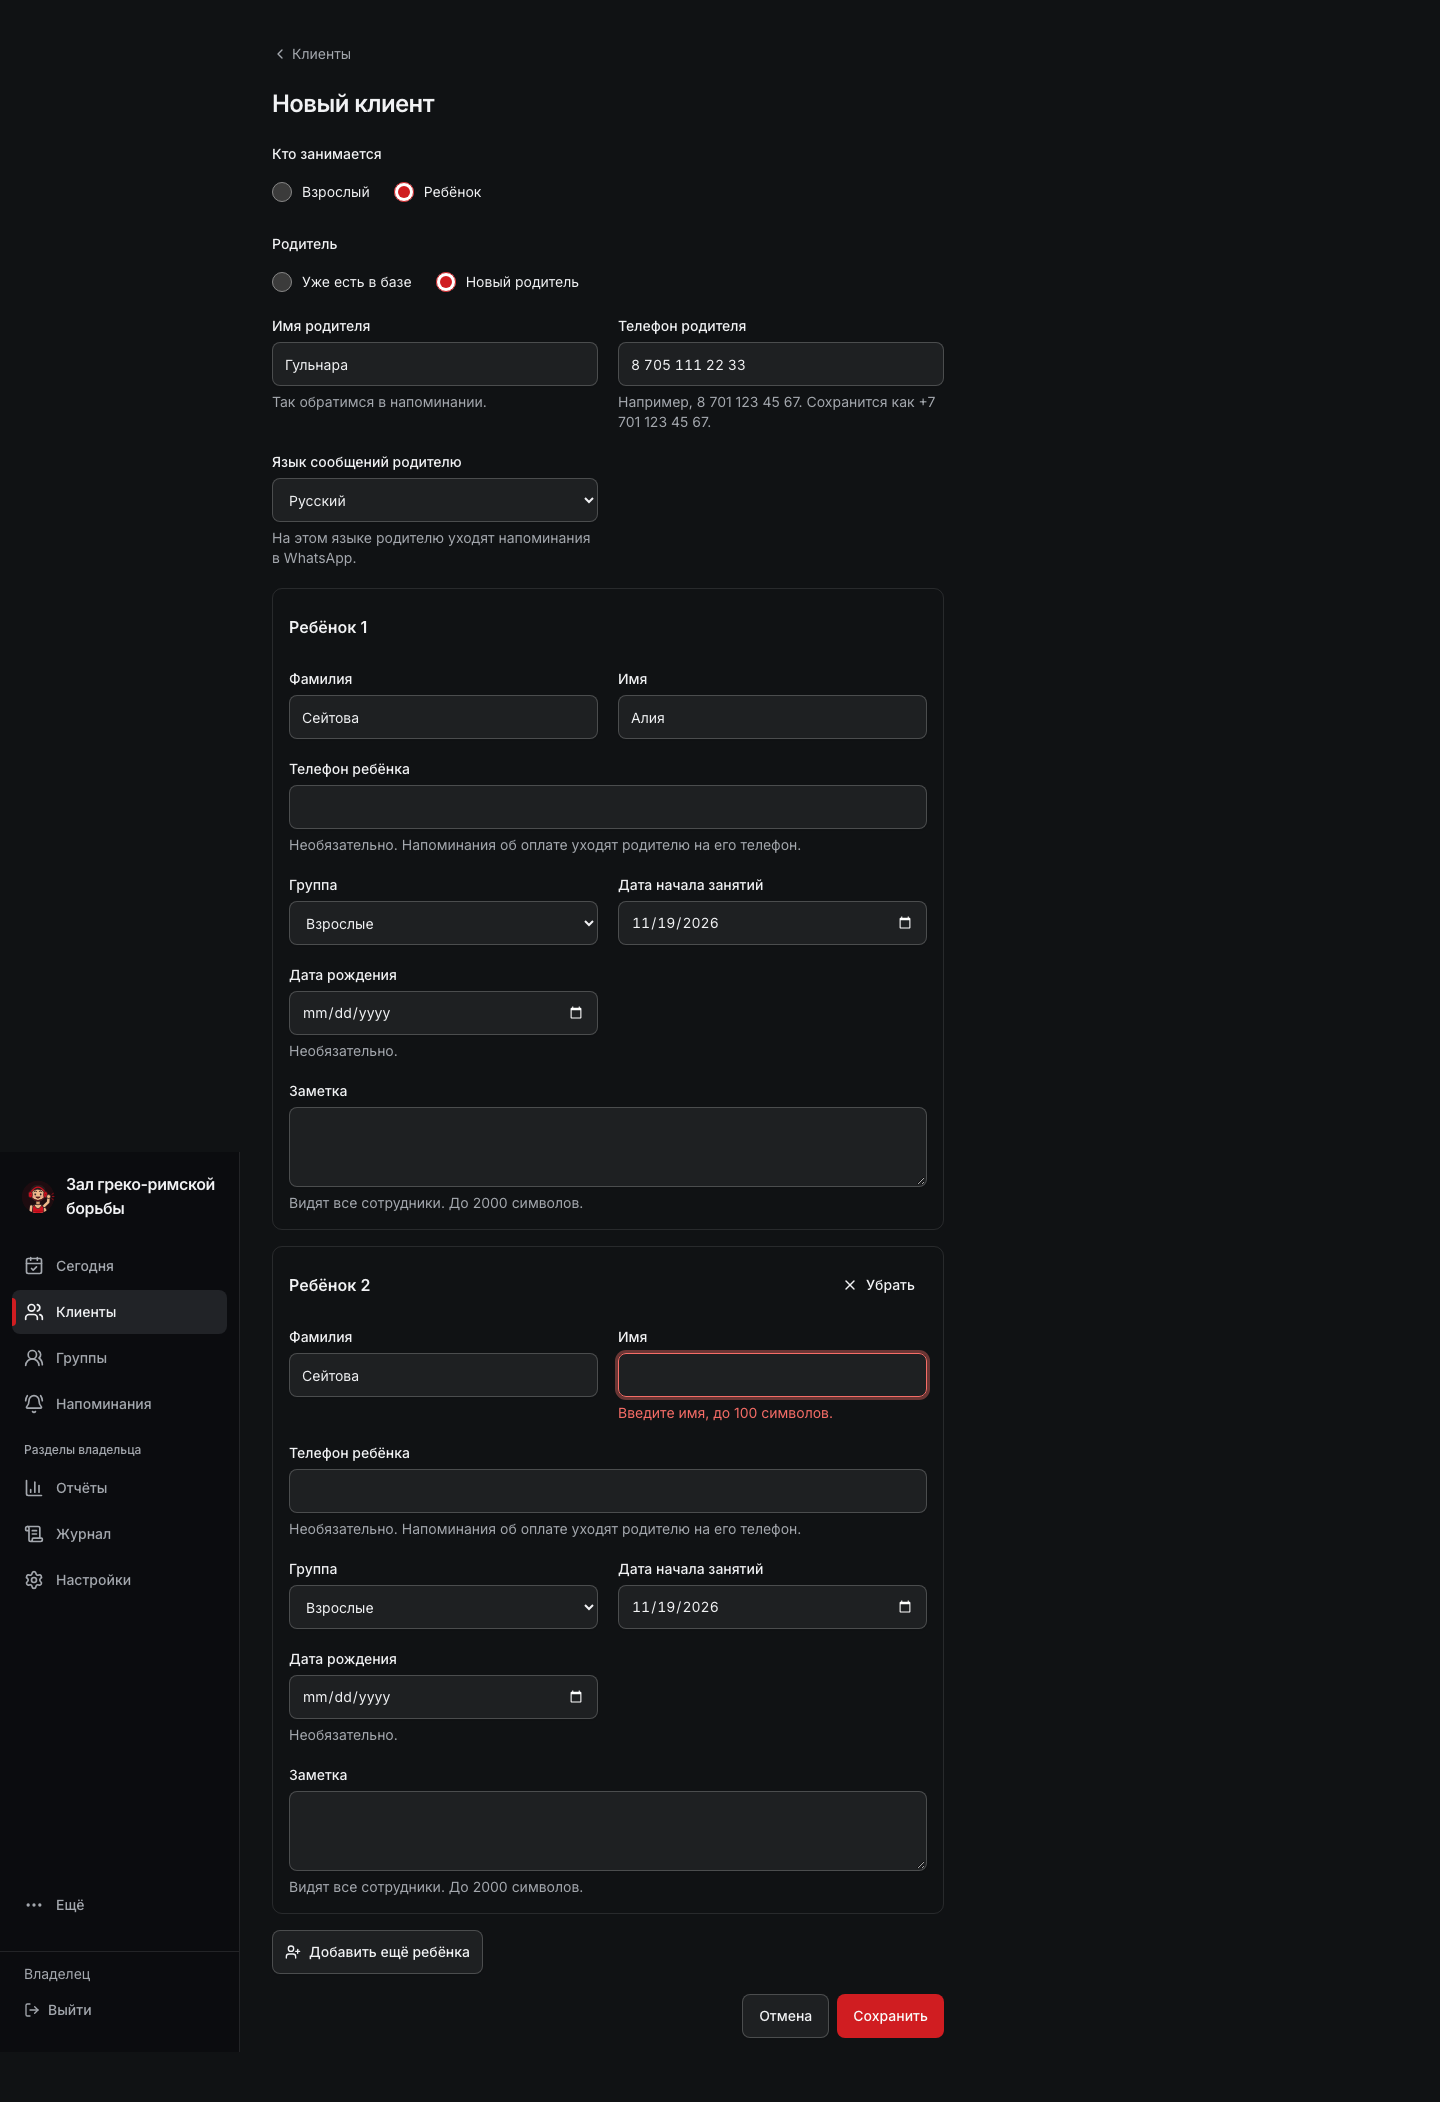 Клиенты
Новый клиент
Кто занимается
Взрослый
Ребёнок
Родитель
Уже есть в базе
Новый родитель
Имя родителя
Телефон родителя
Гульнара
8 705 111 22 33
Так обратимся в напоминании.
Например, 8 701 123 45 67. Сохранится как +7
701 123 45 67.
Язык сообщений родителю
Русский
На этом языке родителю уходят напоминания
в WhatsApp.
Ребёнок 1
Фамилия
Имя
Сейтова
Алия
Телефон ребёнка
Необязательно. Напоминания об оплате уходят родителю на его телефон.
Группа
Дата начала занятий
Взрослые
11/19/2026
Дата рождения
mm/dd/yyyy
Необязательно.
Заметка
Видят все сотрудники. До 2000 символов.
Ребёнок 2
Убрать
Фамилия
Имя
Сейтова
Введите имя, до 100 символов.
Телефон ребёнка
Необязательно. Напоминания об оплате уходят родителю на его телефон.
Группа
Дата начала занятий
Взрослые
11/19/2026
Дата рождения
mm/dd/yyyy
Необязательно.
Заметка
Видят все сотрудники. До 2000 символов.
Добавить ещё ребёнка
Отмена
Сохранить
Зал греко-римской
борьбы
Сегодня
Клиенты
Группы
Напоминания
Разделы владельца
Отчёты
Журнал
Настройки
Ещё
Владелец
Выйти